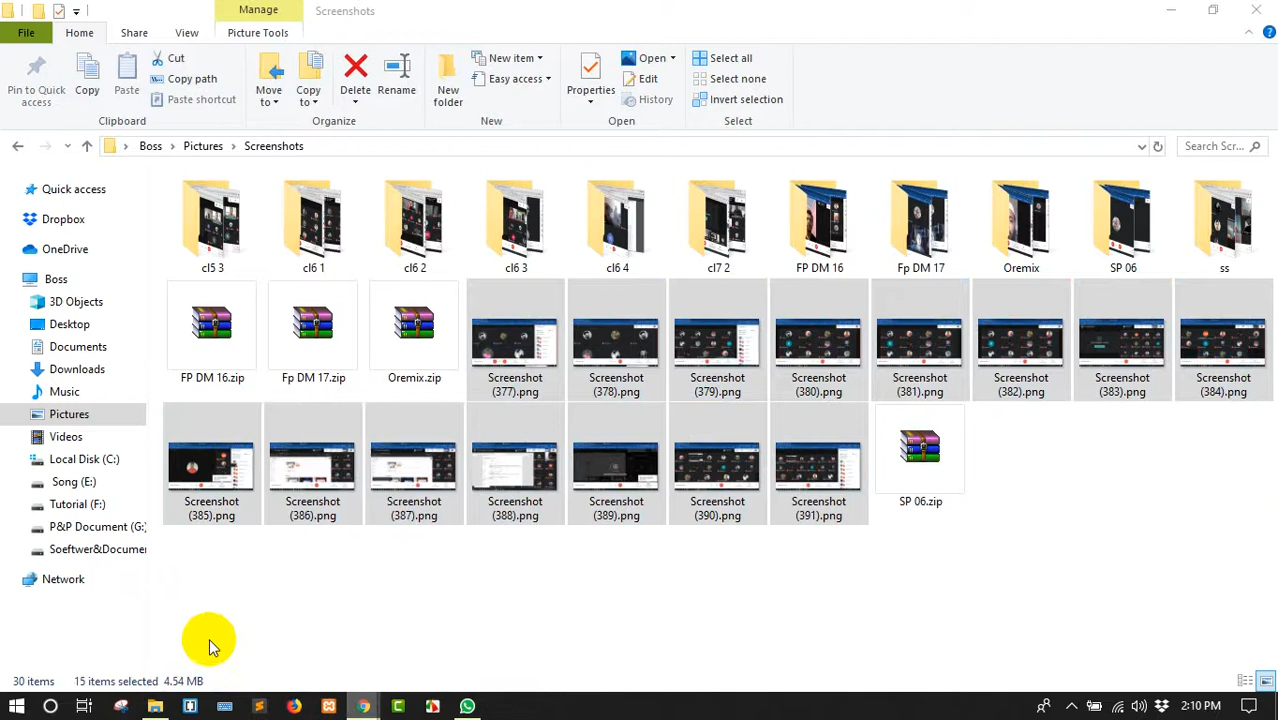 Manage
Screenshots
File
Home
Share
View
Picture Tools
Pin to Quick
access
Copy
Paste
Cut
Copy path
Paste shortcut
Clipboard
Move
to
Copy
to
Delete
Rename
Organize
New
folder
New item
Easy access
New
Properties
Open
Edit
History
Open
Select all
Select none
Invert selection
Select
Boss
Pictures
Screenshots
Search Scr...
Quick access
Dropbox
OneDrive
Boss
3D Objects
Desktop
Documents
Downloads
Music
Pictures
Videos
Local Disk (C:)
Song (E:)
Tutorial (F:)
P&P Document (G:)
Soeftwer&Documen
Network
cl5 3
cl6 1
cl6 2
cl6 3
cl6 4
cl7 2
FP DM 16
Fp DM 17
Oremix
SP 06
ss
FP DM 16.zip
Fp DM 17.zip
Oremix.zip
Screenshot
(377).png
Screenshot
(378).png
Screenshot
(379).png
Screenshot
(380).png
Screenshot
(381).png
Screenshot
(382).png
Screenshot
(383).png
Screenshot
(384).png
Screenshot
(385).png
Screenshot
(386).png
Screenshot
(387).png
Screenshot
(388).png
Screenshot
(389).png
Screenshot
(390).png
Screenshot
(391).png
SP 06.zip
30 items
15 items selected 4.54 MB
2:10 PM